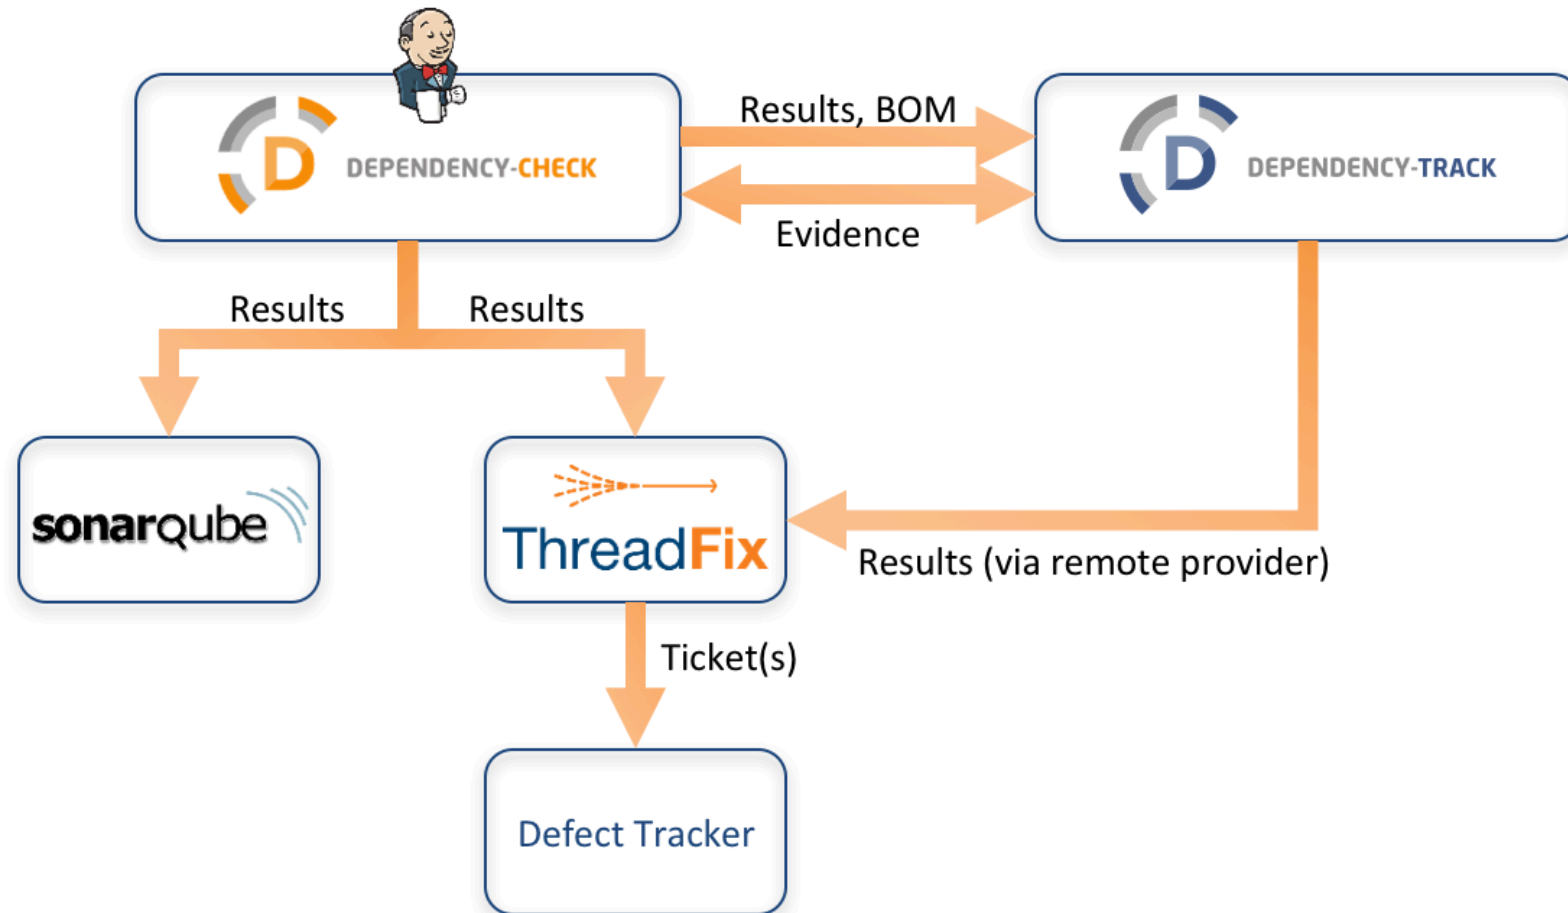 D DEPENDENCY-CHECK
Results, BOM
D DEPENDENCY-TRACK
Evidence
Results
Results
sonarqube
ThreadFix
Results (via remote provider)
Ticket(s)
Defect Tracker